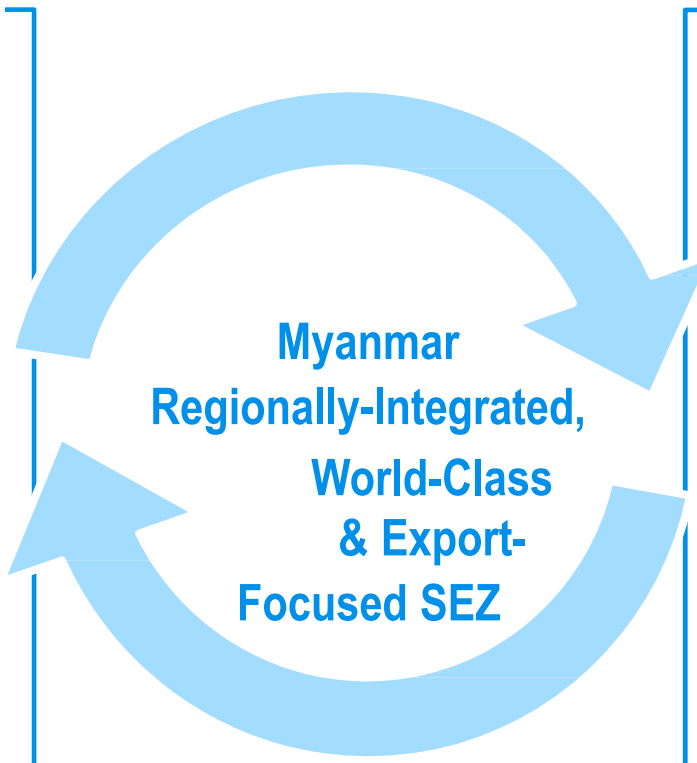 Myanmar
Regionally-Integrated,
World-Class
& Export-
Focused SEZ